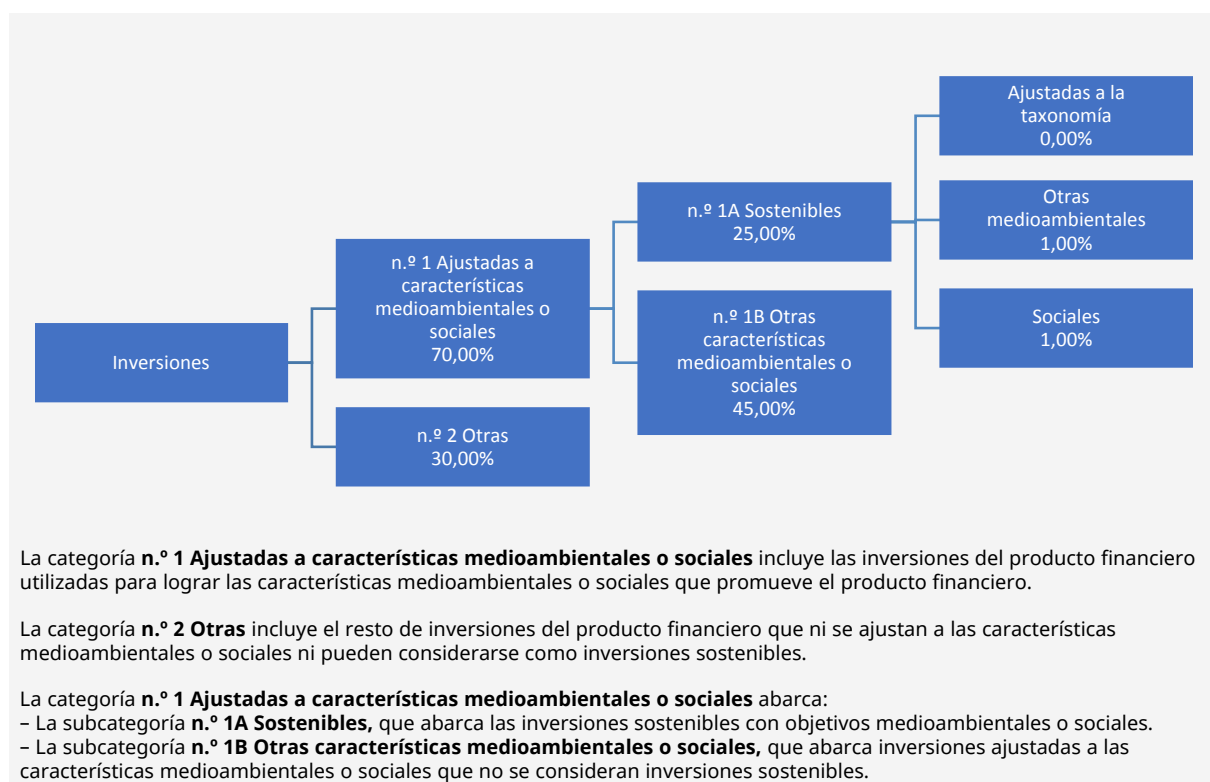 Inversiones
n.º 1 Ajustadas a
características
medioambientales o
sociales
70,00%
n.º 2 Otras
30,00%
n.º 1A Sostenibles
25,00%
n.º 1B Otras
características
medioambientales o
sociales
45,00%
Ajustadas a la
taxonomía
0,00%
Otras
medioambientales
1,00%
Sociales
1,00%
La categoría n.º 1 Ajustadas a características medioambientales o sociales incluye las inversiones del producto financiero
utilizadas para lograr las características medioambientales o sociales que promueve el producto financiero.
La categoría n.º 2 Otras incluye el resto de inversiones del producto financiero que ni se ajustan a las características
medioambientales o sociales ni pueden considerarse como inversiones sostenibles.
La categoría n.º 1 Ajustadas a características medioambientales o sociales abarca:
– La subcategoría n.º 1A Sostenibles, que abarca las inversiones sostenibles con objetivos medioambientales o sociales.
– La subcategoría n.º 1B Otras características medioambientales o sociales, que abarca inversiones ajustadas a las
características medioambientales o sociales que no se consideran inversiones sostenibles.